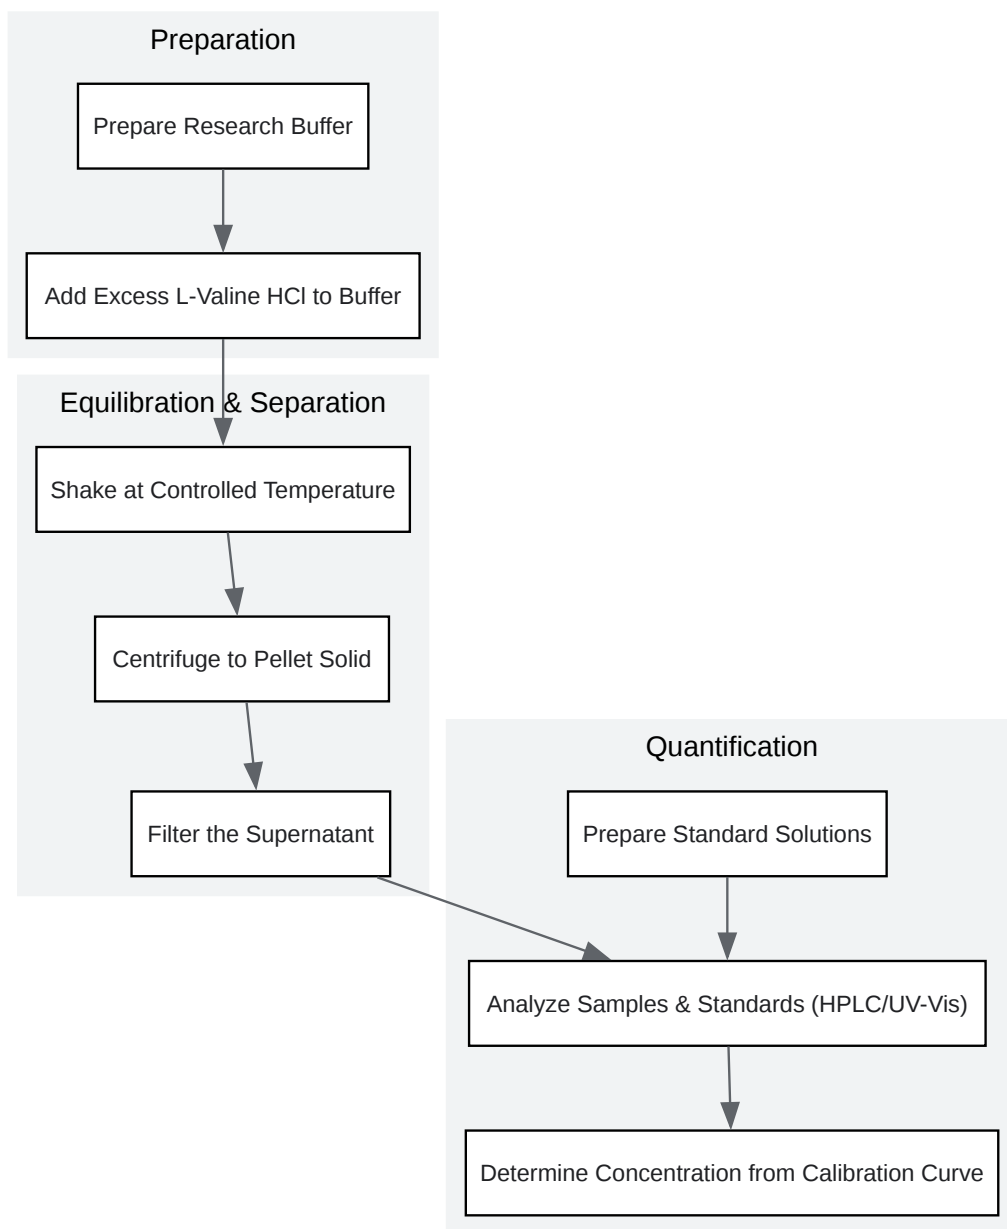 Preparation
Prepare Research Buffer
Add Excess L-Valine HCl to Buffer
Equilibration & Separation
Shake at Controlled Temperature
Centrifuge to Pellet Solid
Filter the Supernatant
Quantification
Prepare Standard Solutions
Analyze Samples & Standards (HPLC/UV-Vis)
Determine Concentration from Calibration Curve